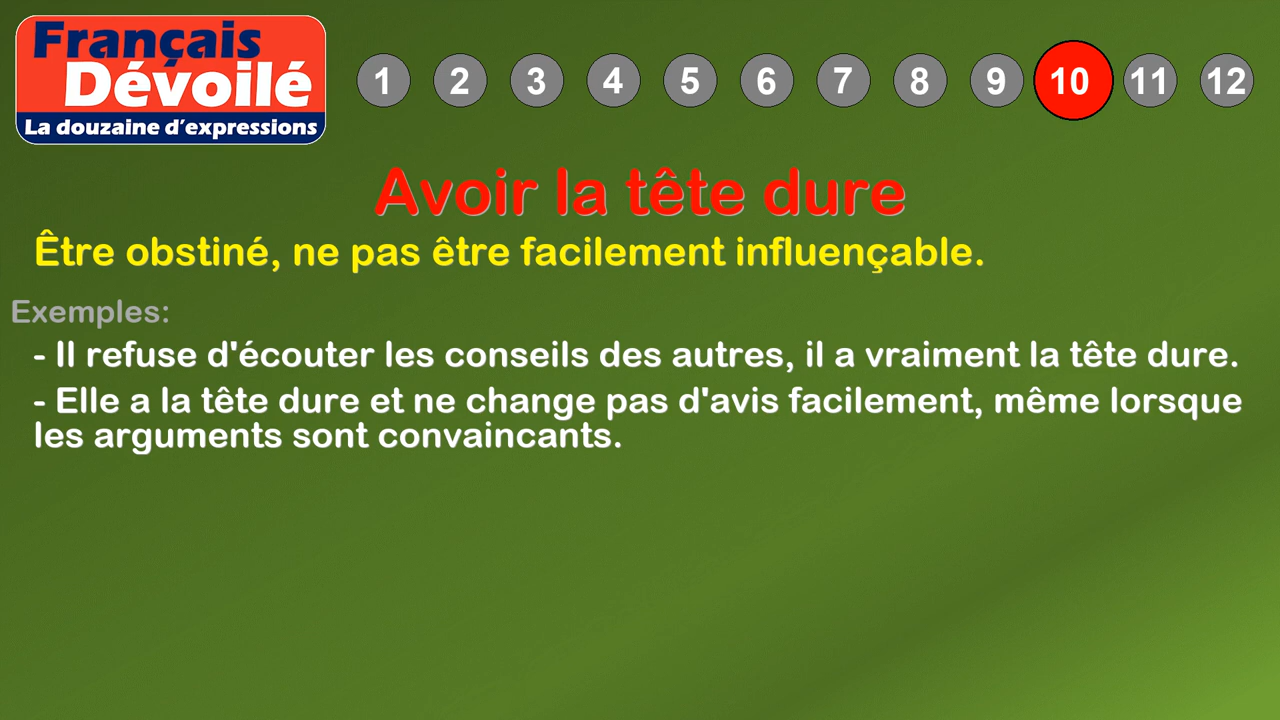 Français
Dévoilé
La douzaine d'expressions
1 2 3 4 5 6 7 8 9 10 11 12
Avoir la tête dure
Être obstiné, ne pas être facilement influençable.
Exemples:
- Il refuse d'écouter les conseils des autres, il a vraiment la tête dure.
- Elle a la tête dure et ne change pas d'avis facilement, même lorsque
les arguments sont convaincants.